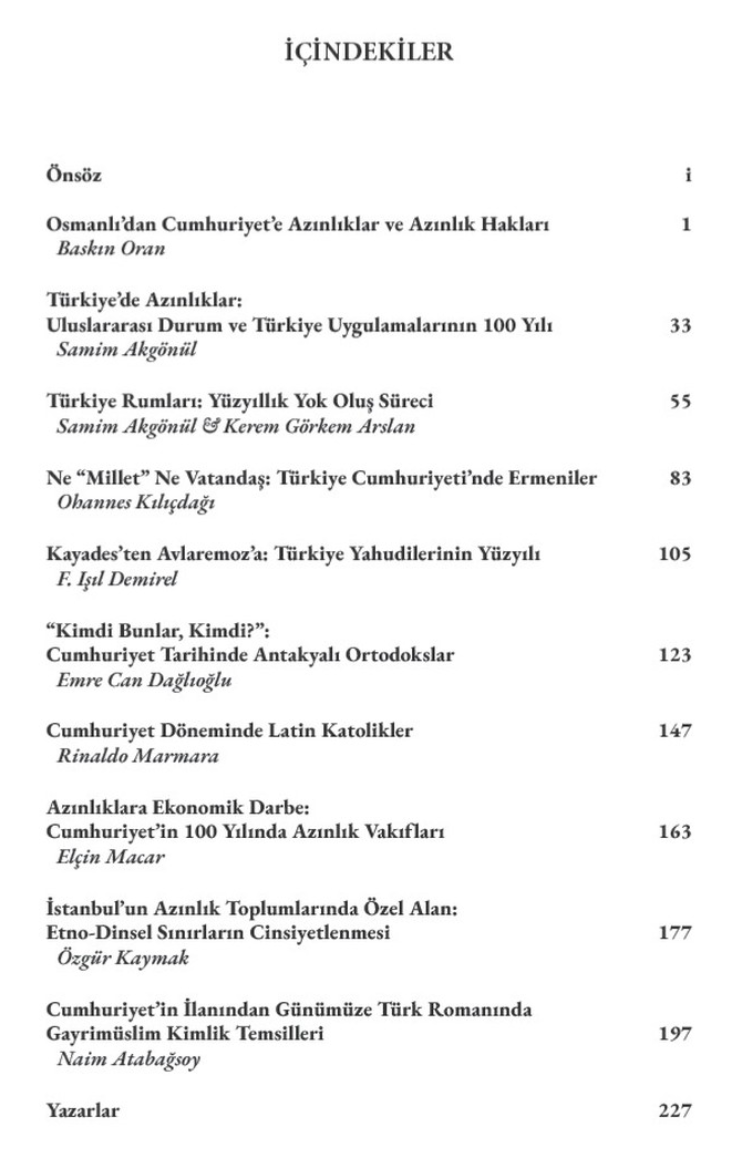 İÇİNDEKİLER
Önsöz i
Osmanlı’dan Cumhuriyet’e Azınlıklar ve Azınlık Hakları 1
Baskın Oran
Türkiye’de Azınlıklar:
Uluslararası Durum ve Türkiye Uygulamalarının 100 Yılı 33
Samim Akgönül
Türkiye Rumları: Yüzyıllık Yok Oluş Süreci 55
Samim Akgönül & Kerem Görkem Arslan
Ne “Millet” Ne Vatandaş: Türkiye Cumhuriyeti’nde Ermeniler 83
Ohannes Kılıçdağı
Kayades’ten Avlaremoz’a: Türkiye Yahudilerinin Yüzyılı 105
F. Işıl Demirel
“Kimdi Bunlar, Kimdi?”:
Cumhuriyet Tarihinde Antakyalı Ortodokslar 123
Emre Can Dağlıoğlu
Cumhuriyet Döneminde Latin Katolikler 147
Rinaldo Marmara
Azınlıklara Ekonomik Darbe:
Cumhuriyet’in 100 Yılında Azınlık Vakıfları 163
Elçin Macar
İstanbul’un Azınlık Toplumlarında Özel Alan:
Etno-Dinsel Sınırların Cinsiyetlenmesi 177
Özgür Kaymak
Cumhuriyet’in İlanından Günümüze Türk Romanında
Gayrimüslim Kimlik Temsilleri 197
Naim Atabağsoy
Yazarlar 227